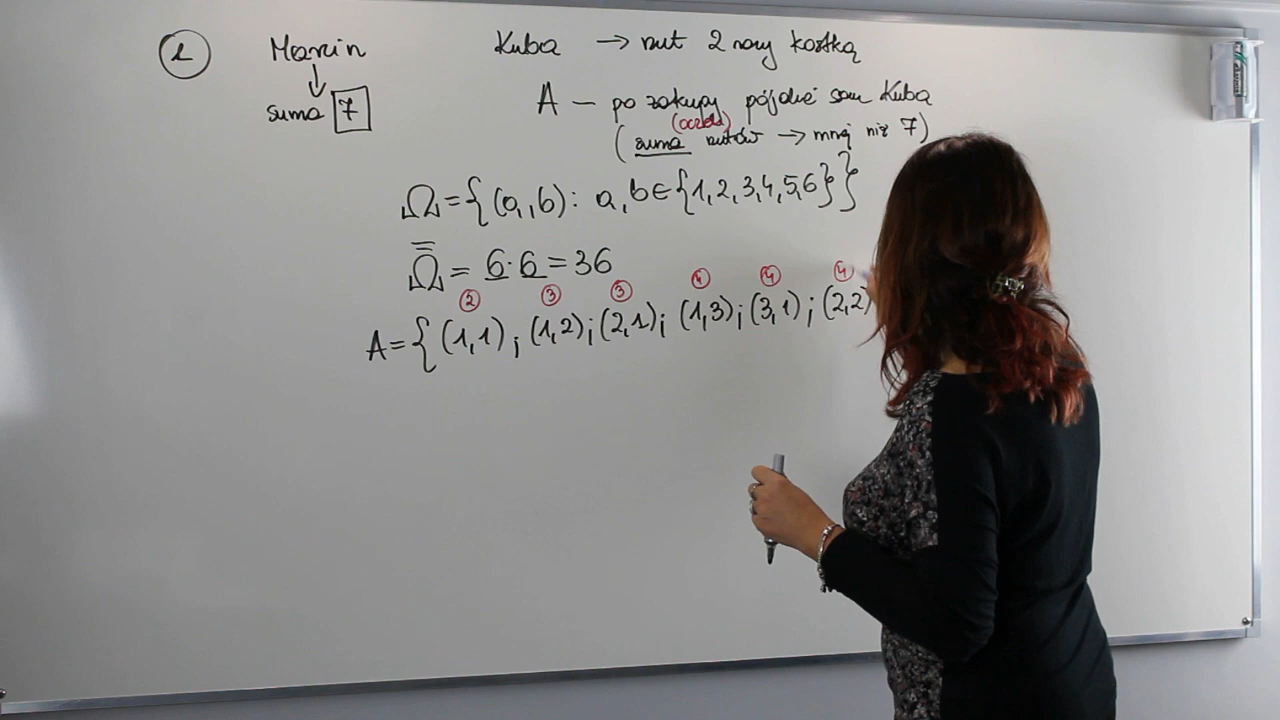 1 Marcin Kuba → rzut 2 razy kostką
↓
suma 7 A – po zakupy pójdzie sam Kuba
(oczek)
(suma rzutów → mniej niż 7)
Ω={(a,b): a,b∈{1,2,3,4,5,6}}
Ω̿ = 6·6=36
2 3 3 4 4 4
A={(1,1); (1,2); (2,1); (1,3); (3,1); (2,2)